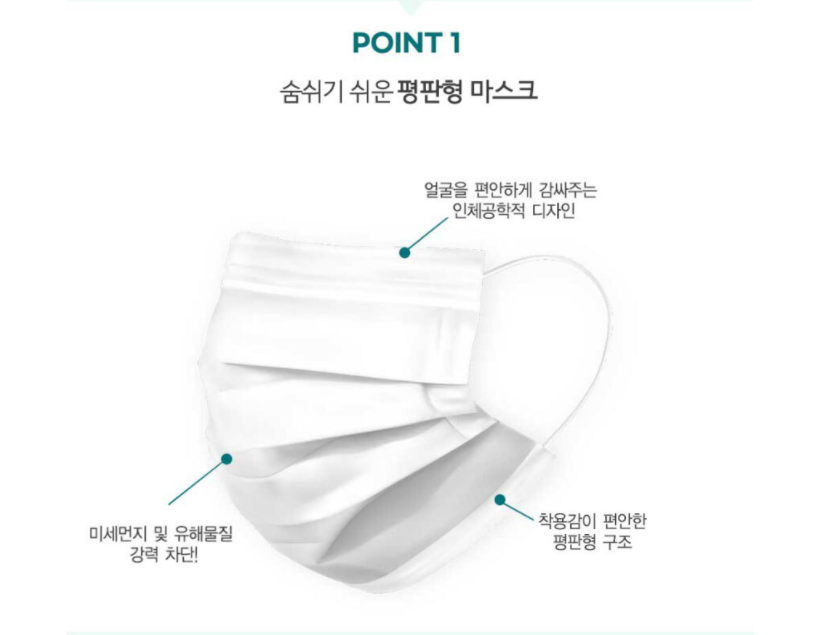 POINT 1
숨쉬기 쉬운 평판형 마스크
얼굴을 편안하게 감싸주는
인체공학적 디자인
미세먼지 및 유해물질
강력 차단!
착용감이 편안한
평판형 구조